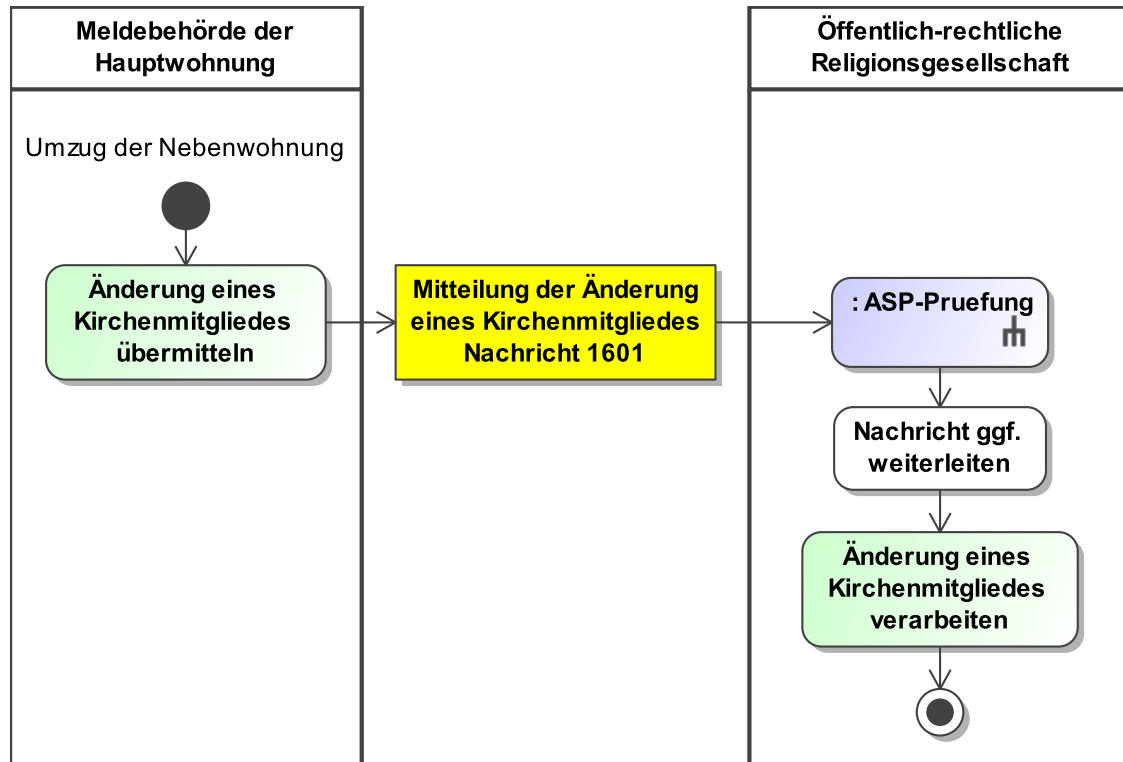 Meldebehörde der
Hauptwohnung
Öffentlich-rechtliche
Religionsgesellschaft
Umzug der Nebenwohnung
Änderung eines
Kirchenmitgliedes
übermitteln
Mitteilung der Änderung
eines Kirchenmitgliedes
Nachricht 1601
: ASP-Pruefung
Nachricht ggf.
weiterleiten
Änderung eines
Kirchenmitgliedes
verarbeiten